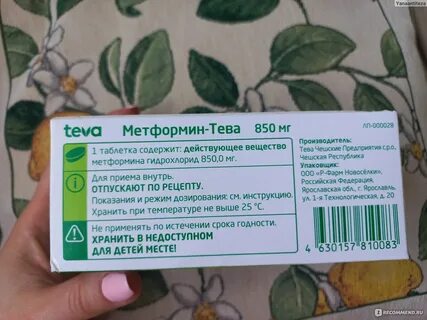 Yanaantiteza
teva Метформин-Тева 850 мг
ЛП-000028
1 таблетка содержит: действующее вещество
метформина гидрохлорид 850,0 мг.
Для приема внутрь.
ОТПУСКАЮТ ПО РЕЦЕПТУ.
Показания и режим дозирования: см. инструкцию.
Хранить при температуре не выше 25 °C.
Не применять по истечении срока годности.
ХРАНИТЬ В НЕДОСТУПНОМ
ДЛЯ ДЕТЕЙ МЕСТЕ!
Производитель:
Тева Чешские Предприятия с.р.о.,
Чешская Республика
Упаковщик:
ООО «Р-Фарм Новосёлки»,
Российская Федерация,
Ярославская обл., г. Ярославль,
ул. 1-я Технологическая, д. 20
4 630157 810083
IRECOMMEND.RU